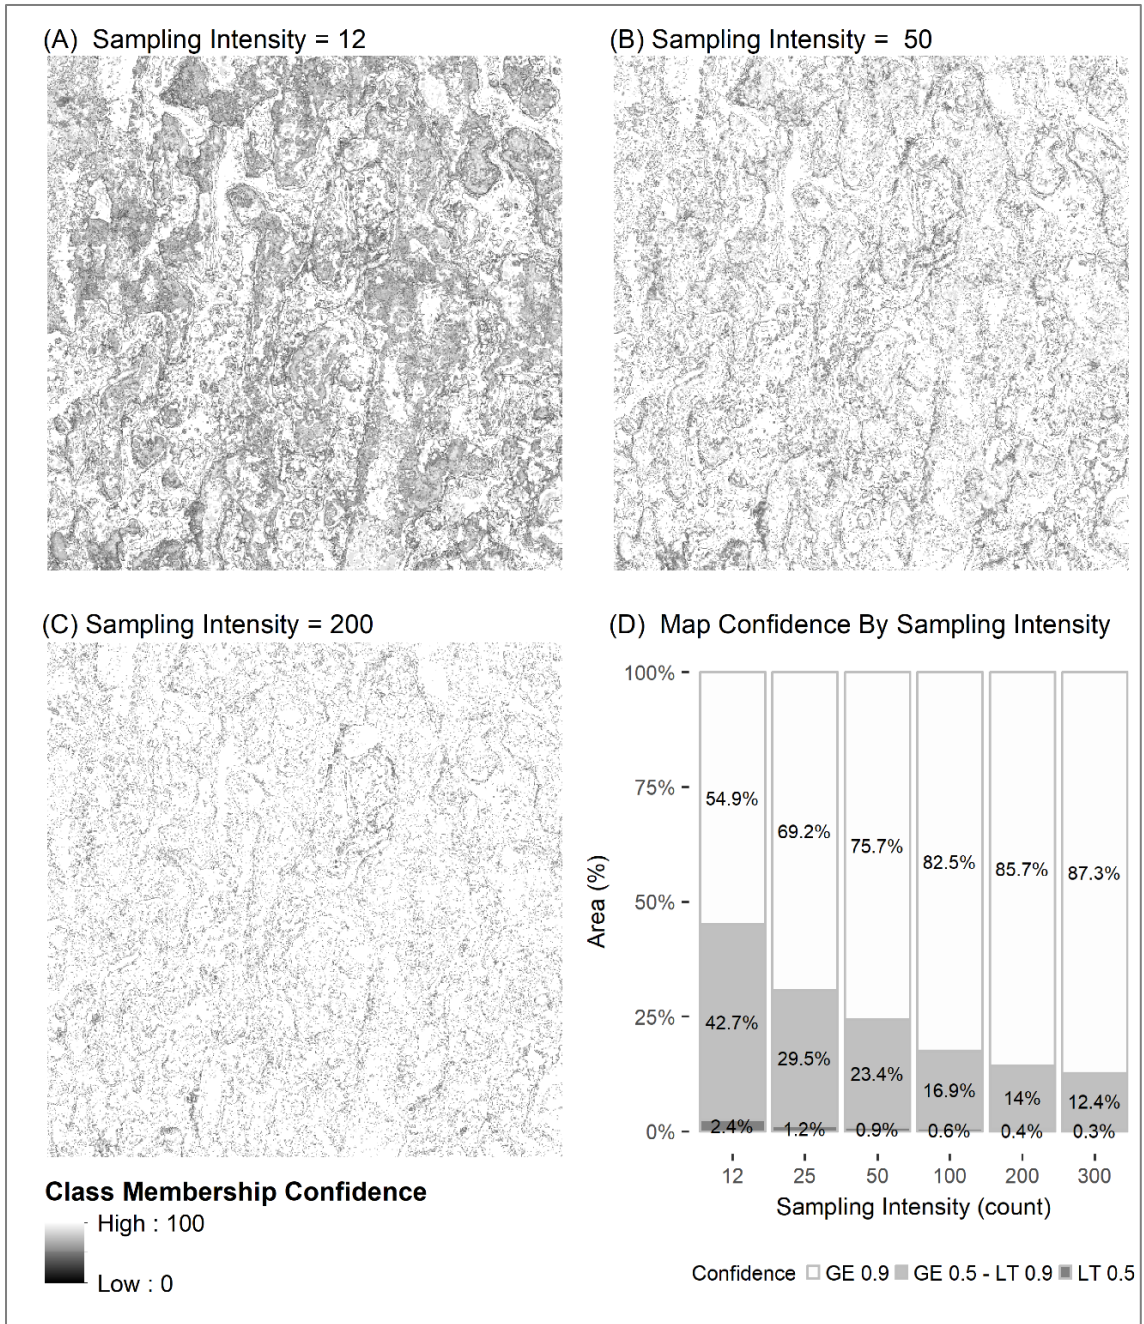 (A) Sampling Intensity = 12
(B) Sampling Intensity = 50
(C) Sampling Intensity = 200
Class Membership Confidence
High : 100
Low : 0
(D) Map Confidence By Sampling Intensity
Area (%)
100%
75%
50%
25%
0%
54.9%
69.2%
75.7%
82.5%
85.7%
87.3%
42.7%
29.5%
23.4%
16.9%
14%
12.4%
2.4%
1.2%
0.9%
0.6%
0.4%
0.3%
12 25 50 100 200 300
Sampling Intensity (count)
Confidence GE 0.9 GE 0.5 - LT 0.9 LT 0.5